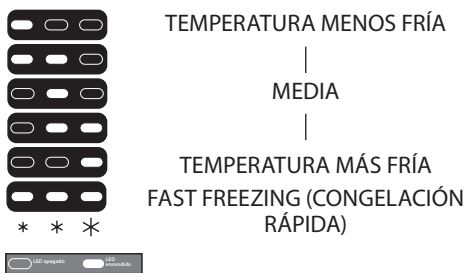 TEMPERATURA MENOS FRÍA
MEDIA
TEMPERATURA MÁS FRÍA
FAST FREEZING (CONGELACIÓN
RÁPIDA)
LED apagado
LED
encendido